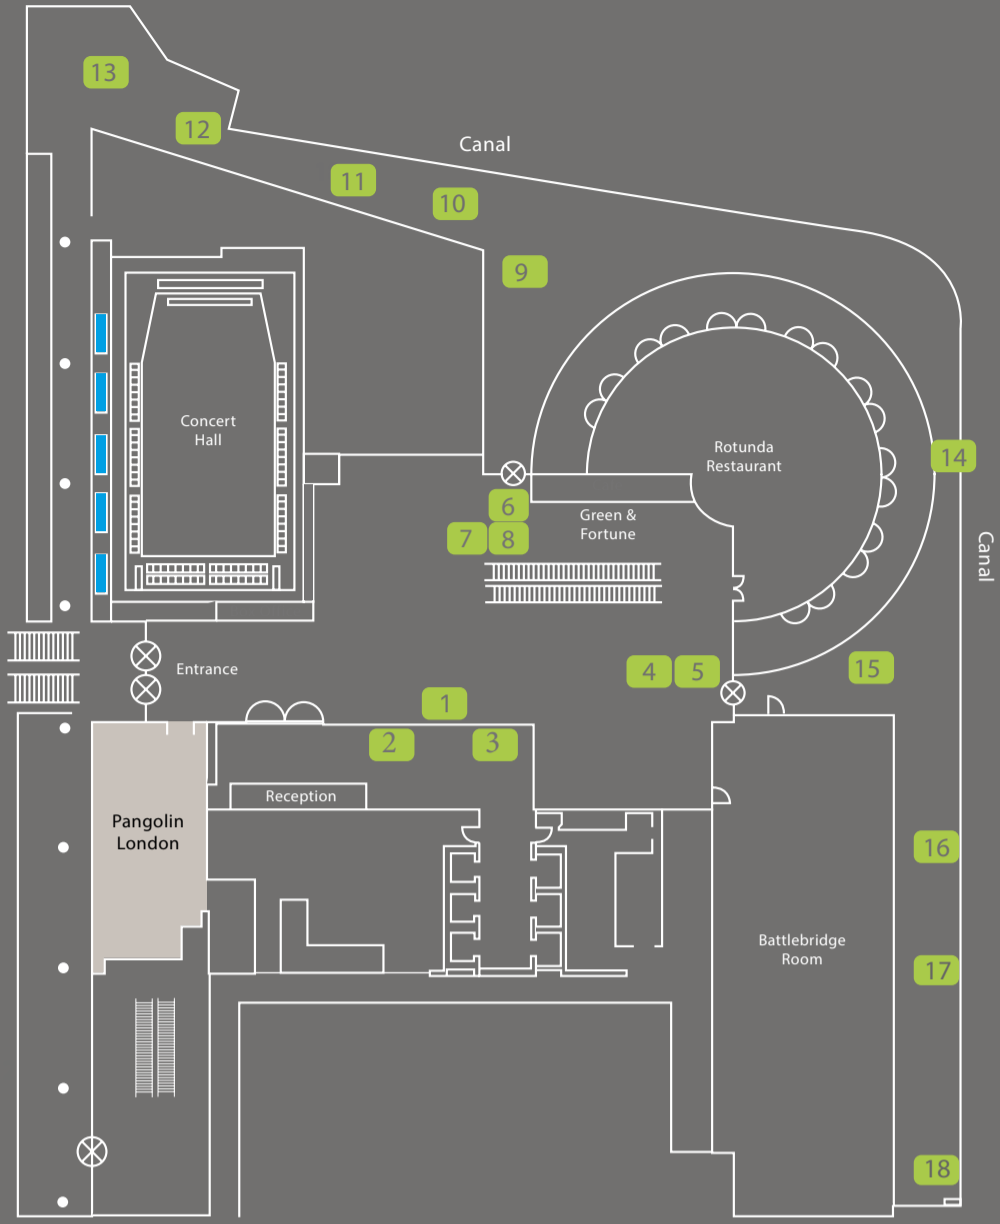 13
12
Canal
11
10
9
Concert
Hall
Rotunda
Restaurant
14
6
Green &
Fortune
7
8
Canal
Entrance
4
5
15
1
2
3
Reception
Pangolin
London
16
Battlebridge
Room
17
18